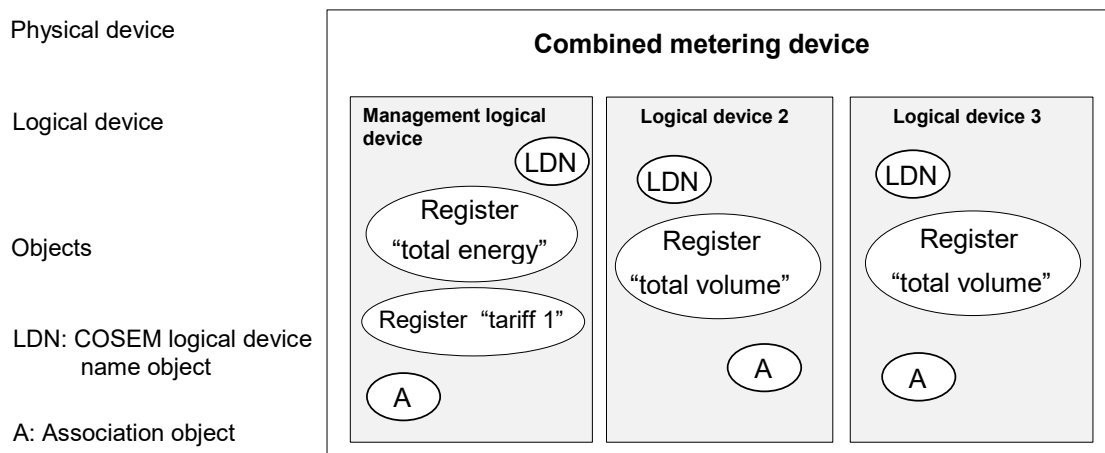 Physical device
Combined metering device
Logical device
Management logical
device
LDN
Register
“total energy”
Register “tariff 1”
A
Logical device 2
LDN
Register
“total volume”
A
Logical device 3
LDN
Register
“total volume”
A
Objects
LDN: COSEM logical device
name object
A: Association object